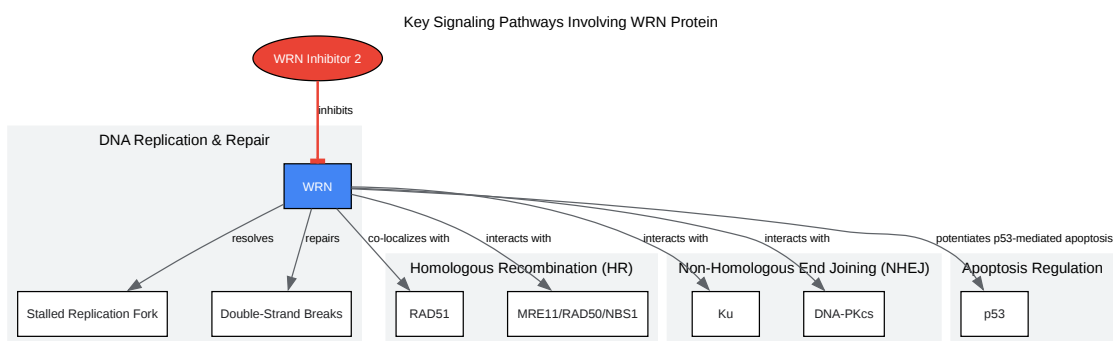 Key Signaling Pathways Involving WRN Protein
WRN Inhibitor 2
inhibits
DNA Replication & Repair
WRN
resolves
repairs
co-localizes with
interacts with
interacts with
interacts with
potentiates p53-mediated apoptosis
Homologous Recombination (HR)
Non-Homologous End Joining (NHEJ)
Apoptosis Regulation
Stalled Replication Fork
Double-Strand Breaks
RAD51
MRE11/RAD50/NBS1
Ku
DNA-PKcs
p53